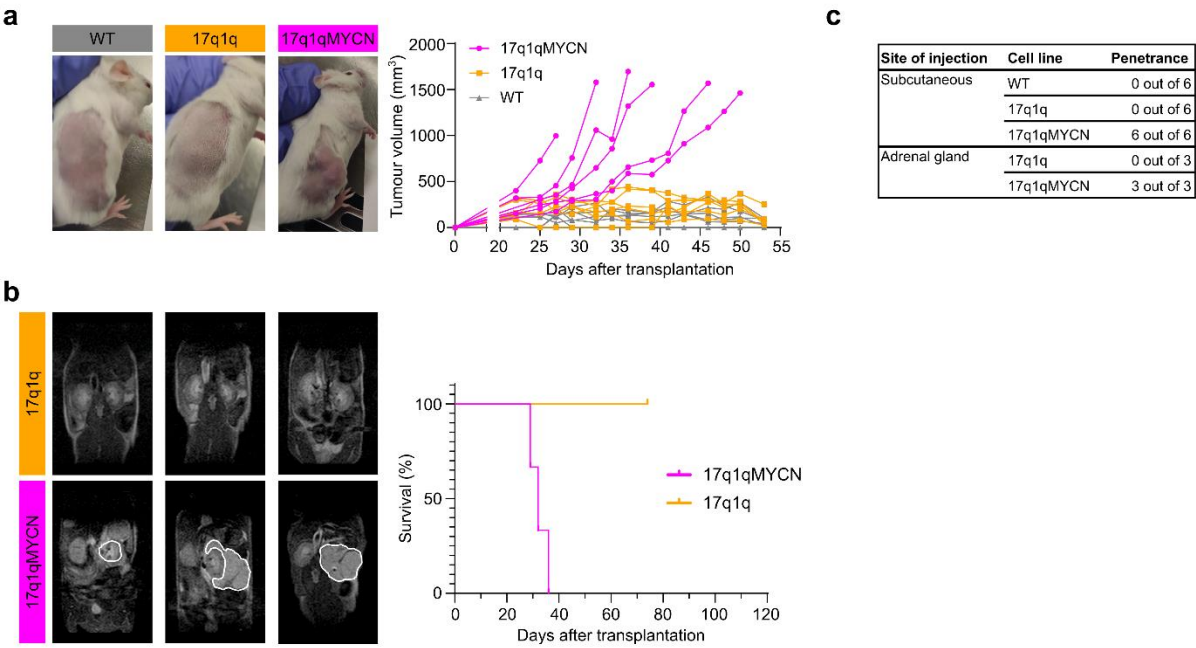 a
WT
17q1q
17q1qMYCN
Tumour volume (mm3)
2000
1500
1000
500
0
17q1qMYCN
17q1q
WT
0 20 25 29 35 41 46 50 55
Days after transplantation
c
Site of injection Cell line Penetrance
Subcutaneous WT 0 out of 6
17q1q 0 out of 6
17q1qMYCN 6 out of 6
Adrenal gland 17q1q 0 out of 3
17q1qMYCN 3 out of 3
b
17q1q
17q1qMYCN
Survival (%)
100
50
0
17q1qMYCN
17q1q
0 20 40 60 80 100 120
Days after transplantation